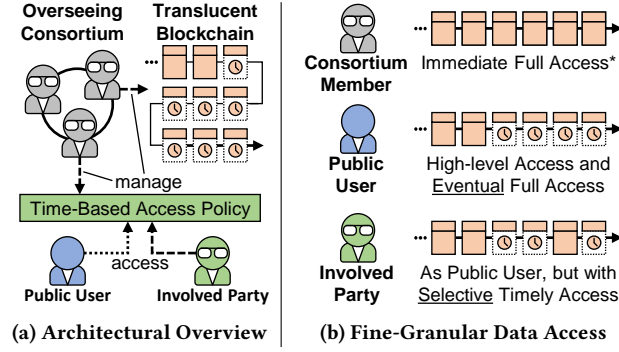 Overseeing
Consortium
Translucent
Blockchain
...
manage
Time-Based Access Policy
access
Public User
Involved Party
(a) Architectural Overview
Consortium
Member
...
Immediate Full Access*
Public
User
...
High-level Access and
Eventual Full Access
Involved
Party
...
As Public User, but with
Selective Timely Access
(b) Fine-Granular Data Access